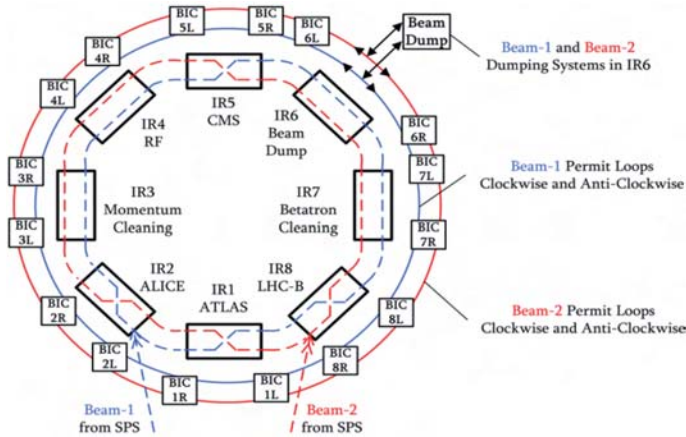 BIC
5L
BIC
5R
BIC
6L
Beam
Dump
Beam-1 and Beam-2
Dumping Systems in IR6
BIC
4R
BIC
4L
IR5
CMS
IR4
RF
IR6
Beam
Dump
BIC
6R
BIC
3R
BIC
7L
Beam-1 Permit Loops
Clockwise and Anti-Clockwise
IR3
Momentum
Cleaning
IR7
Betatron
Cleaning
BIC
3L
BIC
7R
IR2
ALICE
IR1
ATLAS
IR8
LHC-B
BIC
2R
BIC
8L
Beam-2 Permit Loops
Clockwise and Anti-Clockwise
BIC
2L
BIC
8R
BIC
1R
BIC
1L
Beam-1
from SPS
Beam-2
from SPS